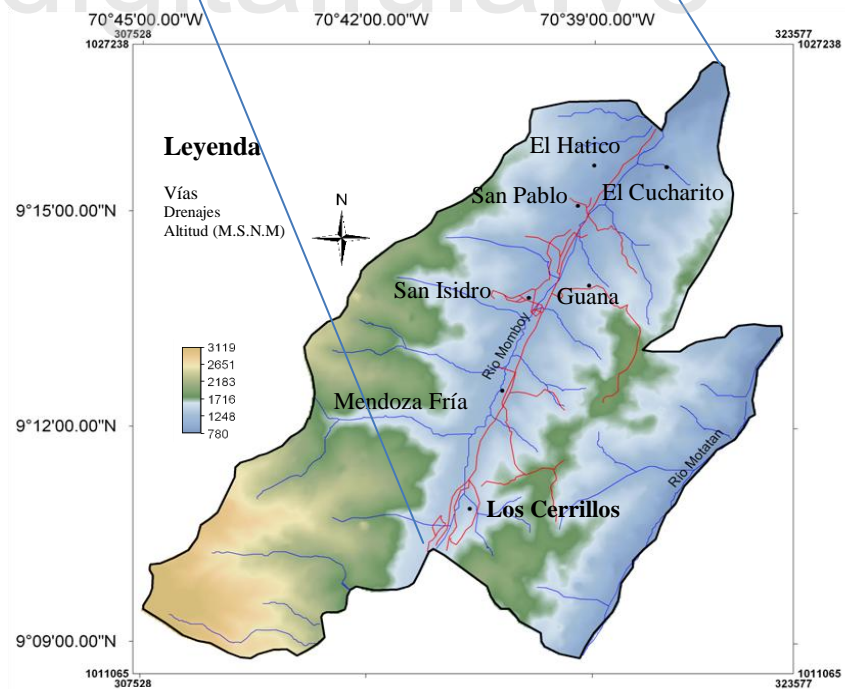 70°45'00.00"W 70°42'00.00"W 70°39'00.00"W
307528 323577
1027238 1027238
Leyenda
Vías
Drenajes
Altitud (M.S.N.M)
N
El Hatico
San Pablo El Cucharito
9°15'00.00"N
San Isidro Guana
Río Momboy
3119
2651
2183
1716
1248
780
Mendoza Fría
9°12'00.00"N
Río Motatan
Los Cerrillos
9°09'00.00"N
1011065 1011065
307528 323577